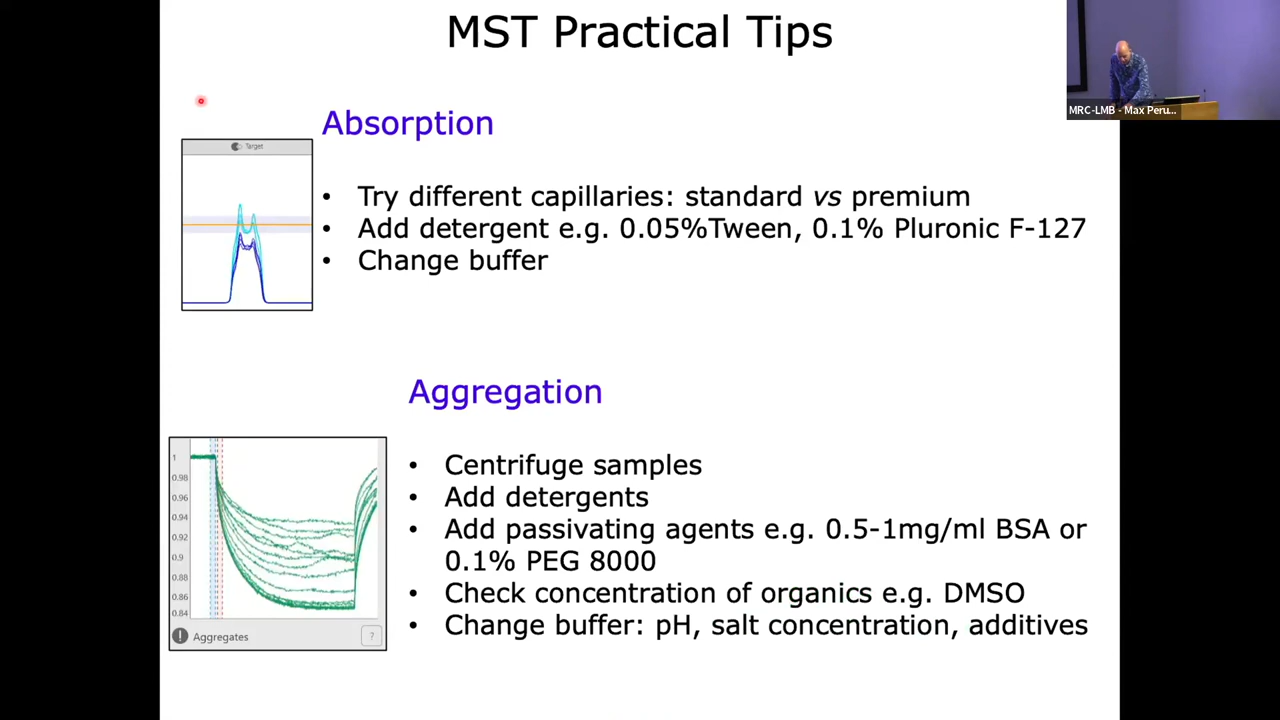 MST Practical Tips
MRC-LMB - Max Peru...
Absorption
Target
• Try different capillaries: standard vs premium
• Add detergent e.g. 0.05%Tween, 0.1% Pluronic F-127
• Change buffer
Aggregation
1
0.98
0.96
0.94
0.92
0.9
0.88
0.86
0.84
Aggregates
?
• Centrifuge samples
• Add detergents
• Add passivating agents e.g. 0.5-1mg/ml BSA or
0.1% PEG 8000
• Check concentration of organics e.g. DMSO
• Change buffer: pH, salt concentration, additives